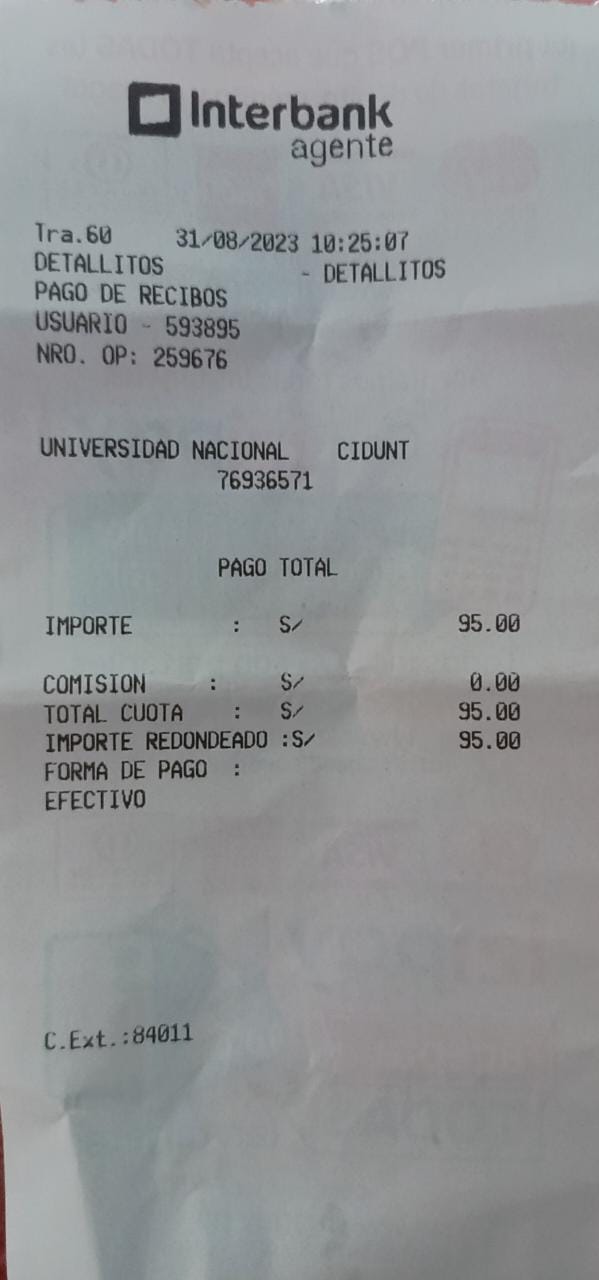 Interbank
agente
Tra.60 31/08/2023 10:25:07
DETALLITOS - DETALLITOS
PAGO DE RECIBOS
USUARIO - 593895
NRO. OP: 259676
UNIVERSIDAD NACIONAL CIDUNT
76936571
PAGO TOTAL
IMPORTE : S/ 95.00
COMISION : S/ 0.00
TOTAL CUOTA : S/ 95.00
IMPORTE REDONDEADO :S/ 95.00
FORMA DE PAGO :
EFECTIVO
C.Ext.:84011